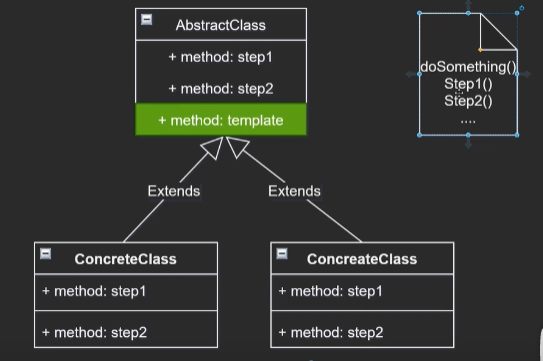 AbstractClass
+ method: step1
+ method: step2
+ method: template
doSomething()
Step1()
Step2()
....
Extends
Extends
ConcreteClass
+ method: step1
+ method: step2
ConcreateClass
+ method: step1
+ method: step2